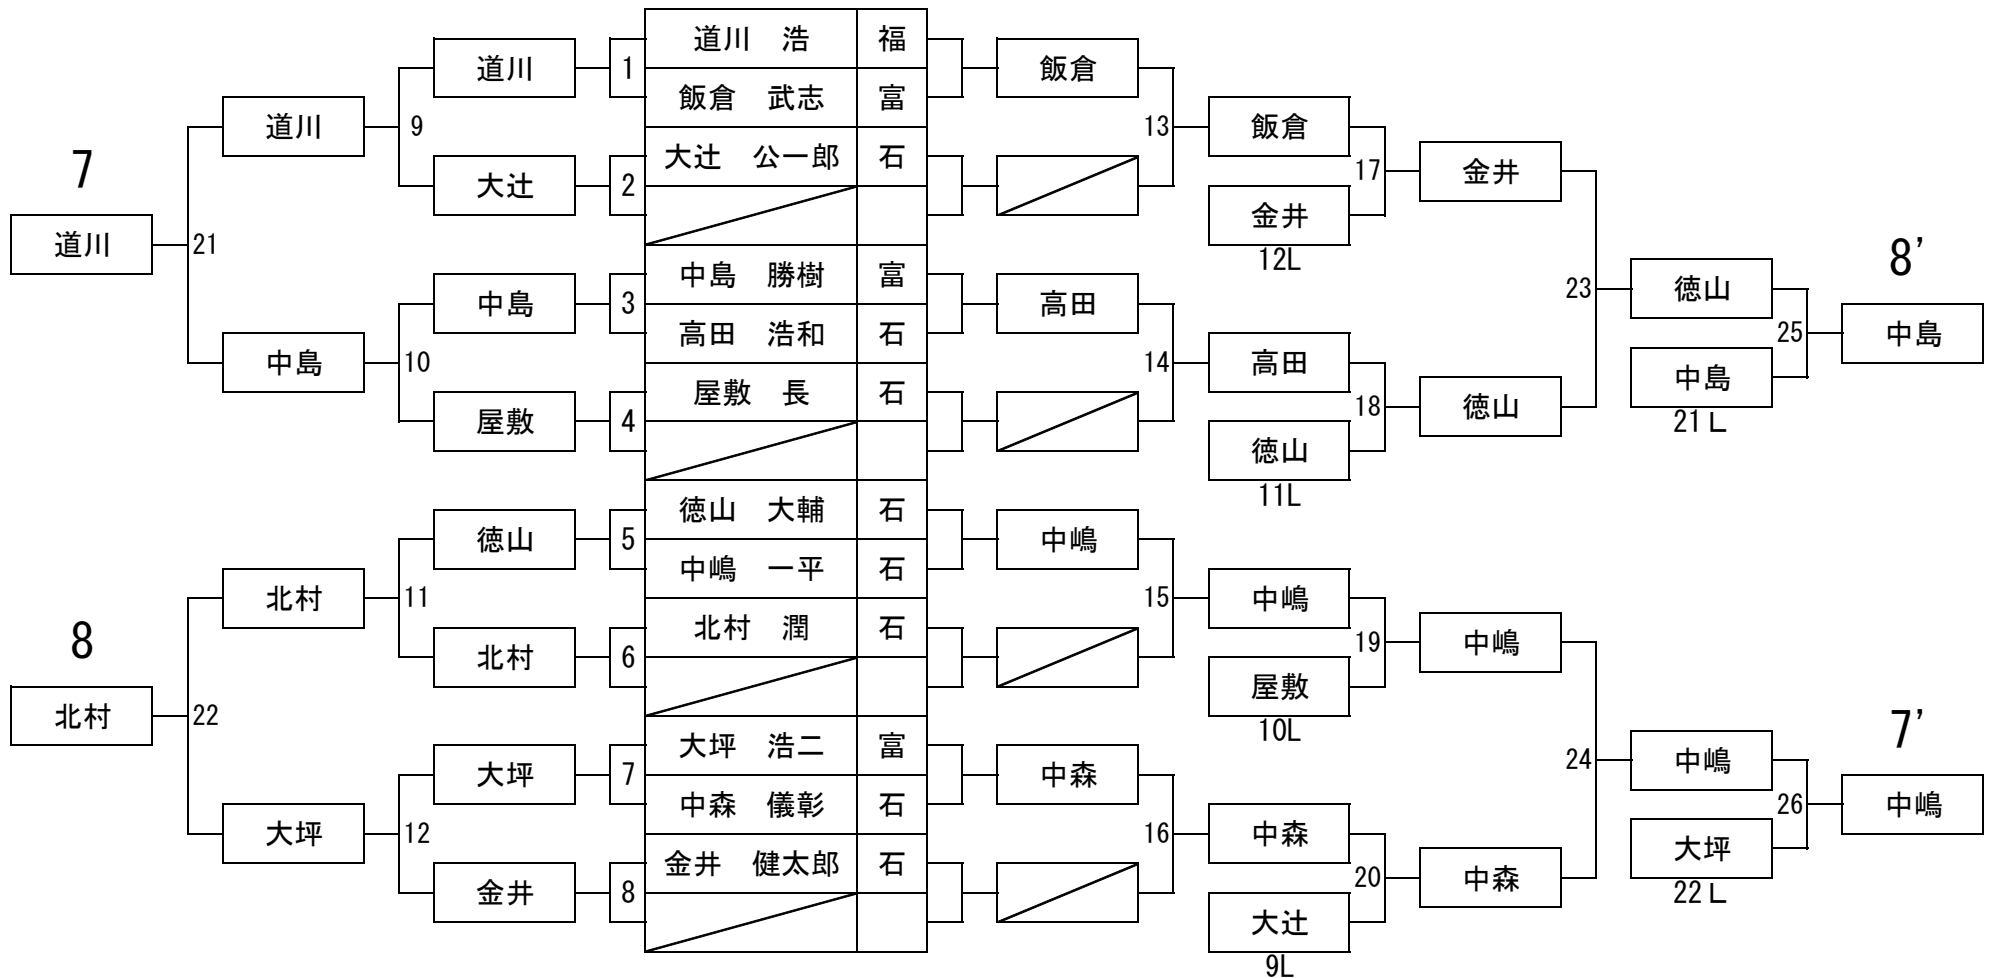 道川　浩 福
道川 1 飯倉
飯倉　武志 富
道川 9 13 飯倉
大辻　公一郎 石
7 大辻 2 17 金井
金井
道川 21 12L 8'
中島　勝樹 富
中島 3 高田 23 徳山
高田　浩和 石
25 中島
中島 10 14 高田
屋敷　長 石 中島
屋敷 4 18 徳山 21 L
徳山
11L
徳山　大輔 石
徳山 5 中嶋
中嶋　一平 石
北村 11 15 中嶋
北村　潤 石
8 北村 6 19 中嶋
屋敷
北村 22 10L 7'
大坪　浩二 富
大坪 7 中森 24 中嶋
中森　儀彰 石
26 中嶋
大坪 12 16 中森
金井　健太郎 石 大坪
金井 8 20 中森 22 L
大辻
9L